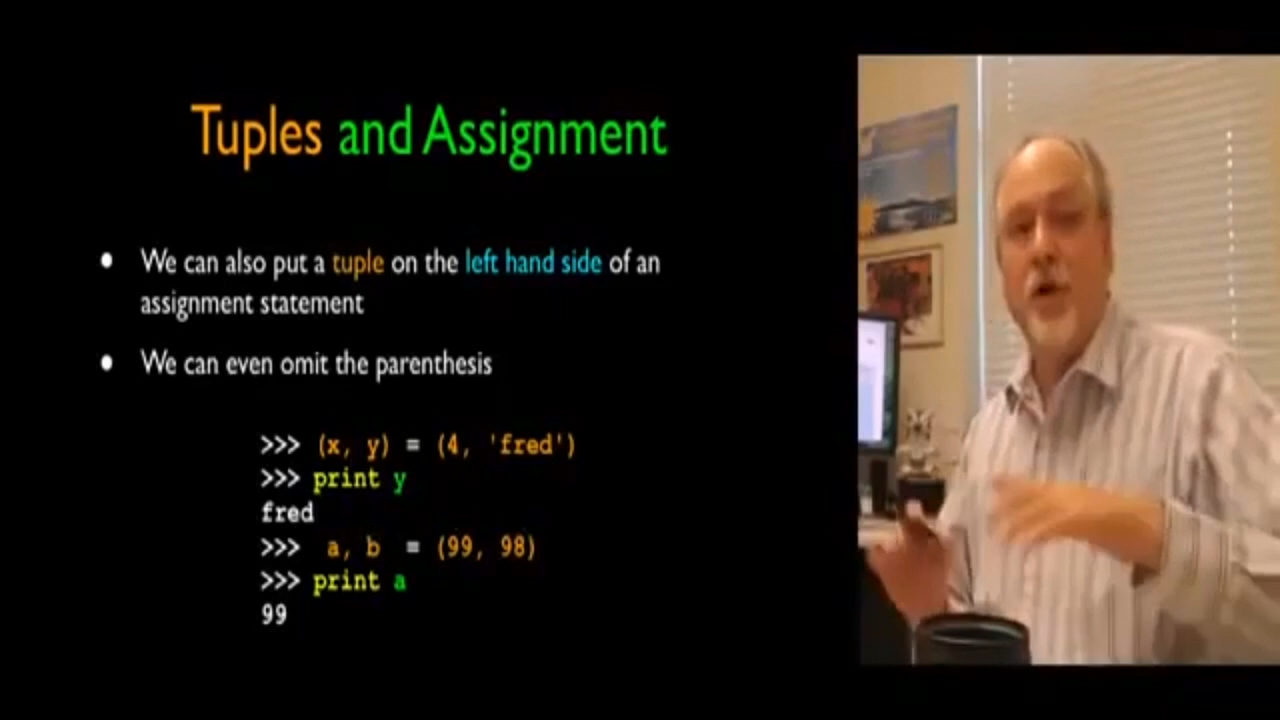 Tuples and Assignment
• We can also put a tuple on the left hand side of an
assignment statement
• We can even omit the parenthesis
>>> (x, y) = (4, 'fred')
>>> print y
fred
>>> a, b = (99, 98)
>>> print a
99